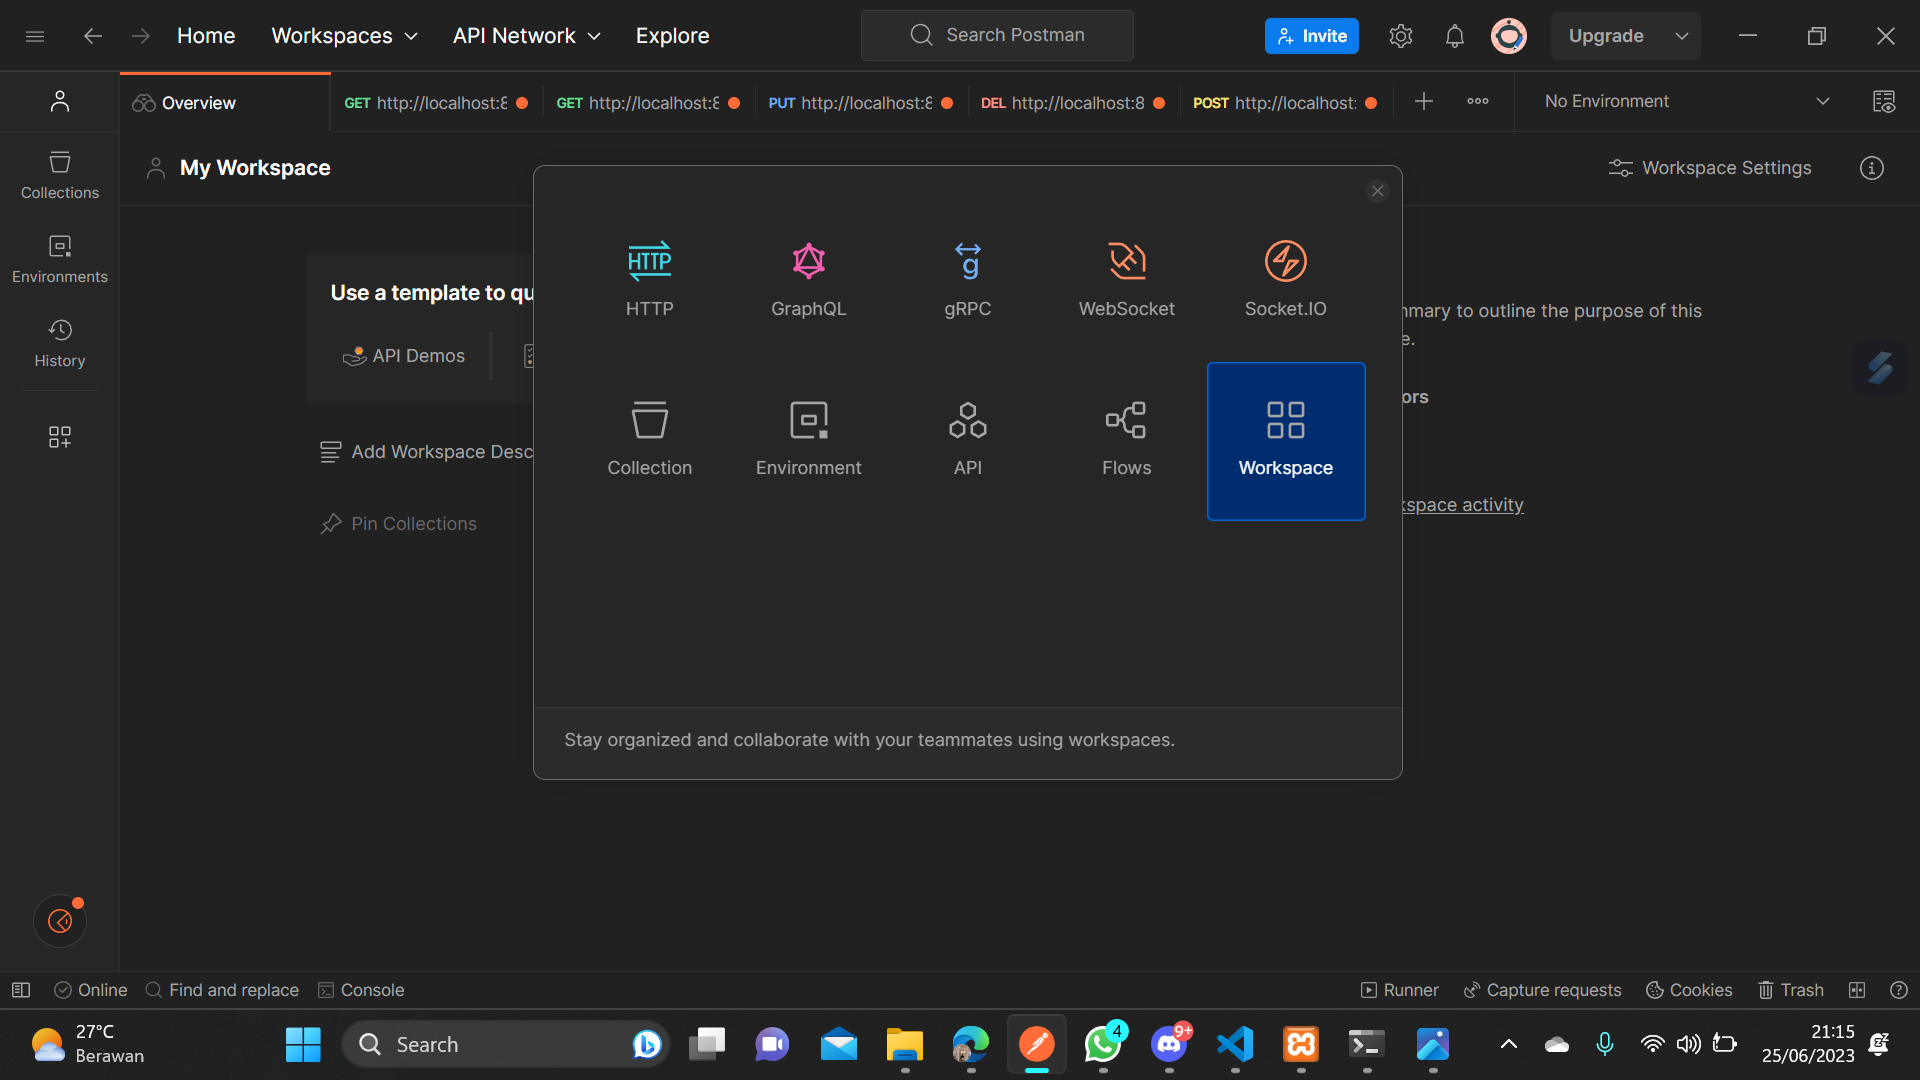 Home
Workspaces
API Network
Explore
Search Postman
Invite
Upgrade
Overview
GET http://localhost:8
GET http://localhost:8
PUT http://localhost:8
DEL http://localhost:8
POST http://localhost:
No Environment
My Workspace
Workspace Settings
Collections
Environments
History
Use a template to qu
API Demos
Add Workspace Desc
Pin Collections
HTTP
HTTP
GraphQL
g
gRPC
WebSocket
Socket.IO
Collection
Environment
API
Flows
Workspace
Stay organized and collaborate with your teammates using workspaces.
mary to outline the purpose of this
e.
ors
kspace activity
Online
Find and replace
Console
Runner
Capture requests
Cookies
Trash
27°C
Berawan
Search
4
9+
21:15
25/06/2023